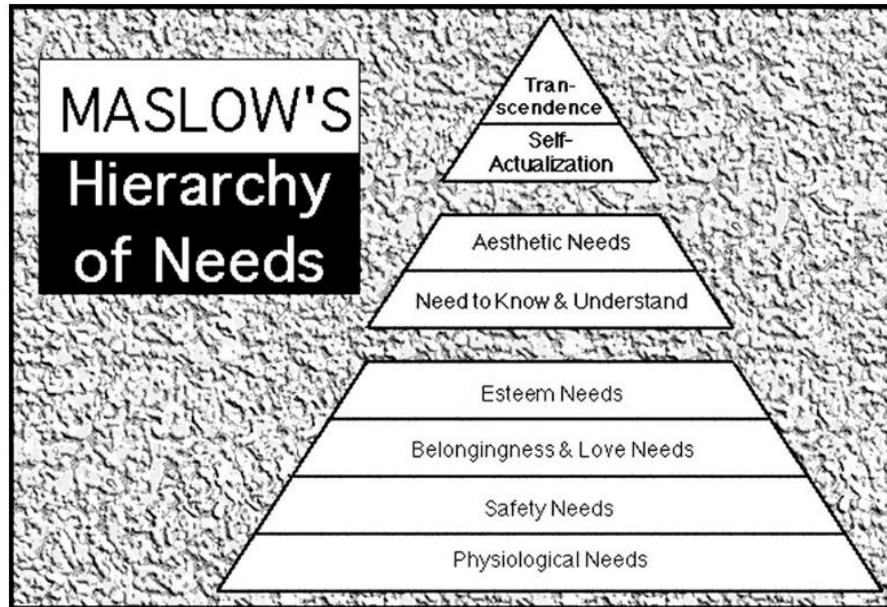 MASLOW'S
Hierarchy
of Needs
Tran-
scendence
Self-
Actualization
Aesthetic Needs
Need to Know & Understand
Esteem Needs
Belongingness & Love Needs
Safety Needs
Physiological Needs